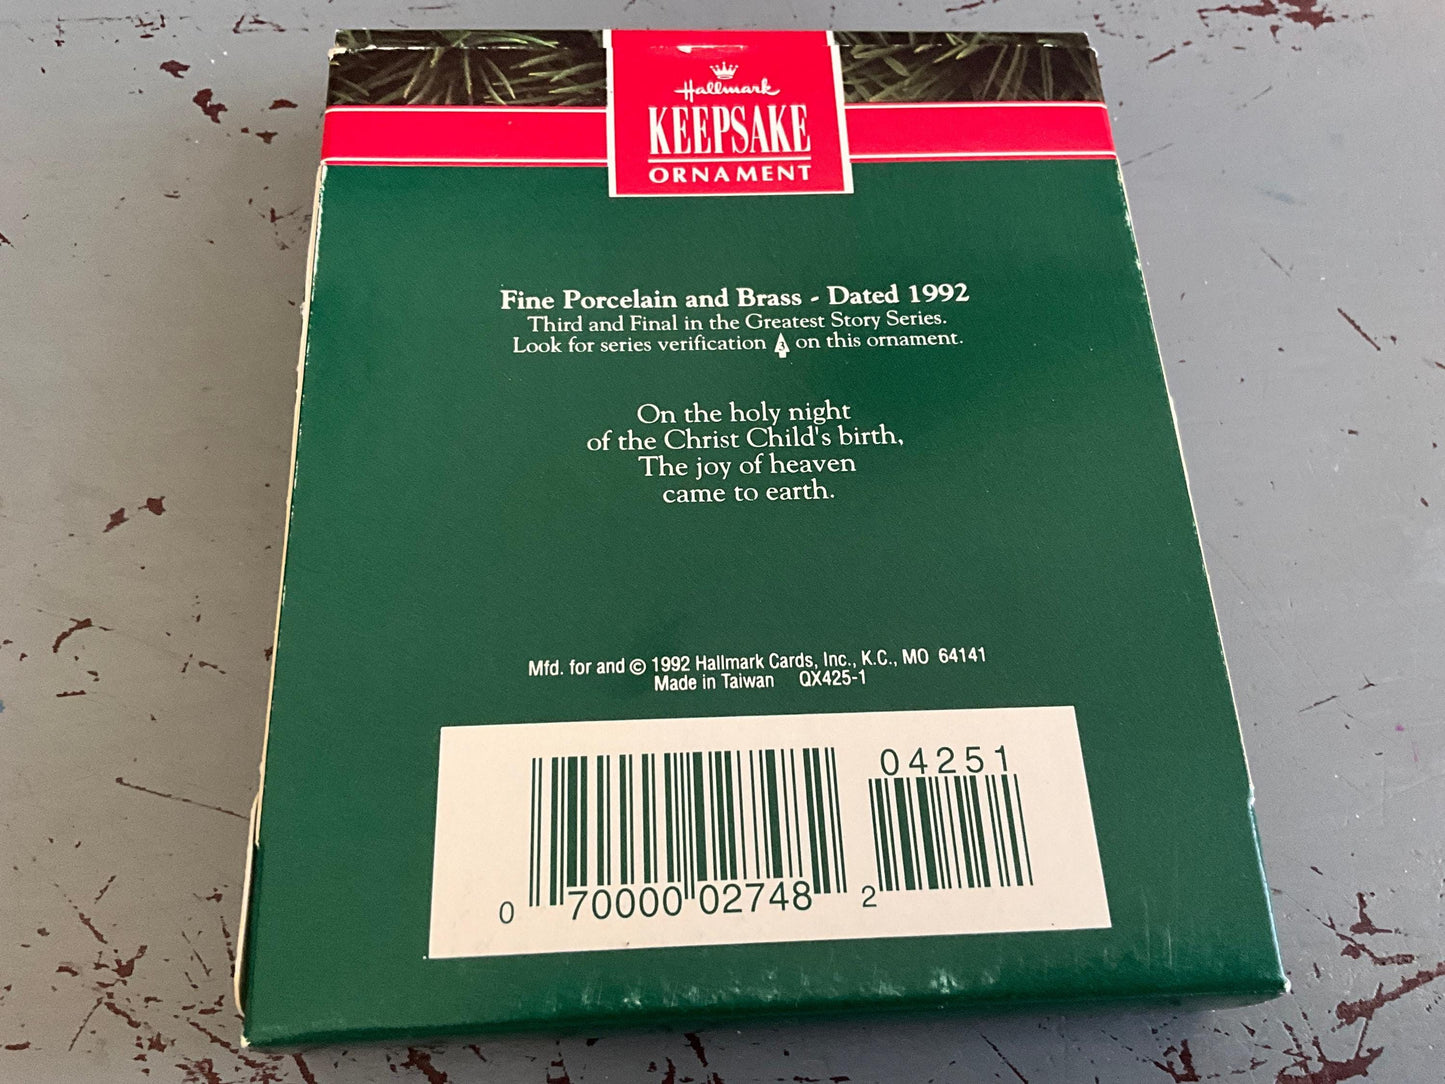 Hallmark
KEEPSAKE
ORNAMENT
Fine Porcelain and Brass - Dated 1992
Third and Final in the Greatest Story Series.
Look for series verification 3 on this ornament.
On the holy night
of the Christ Child's birth,
The joy of heaven
came to earth.
Mfd. for and © 1992 Hallmark Cards, Inc., K.C., MO 64141
Made in Taiwan QX425-1
04251
0 70000 02748 2